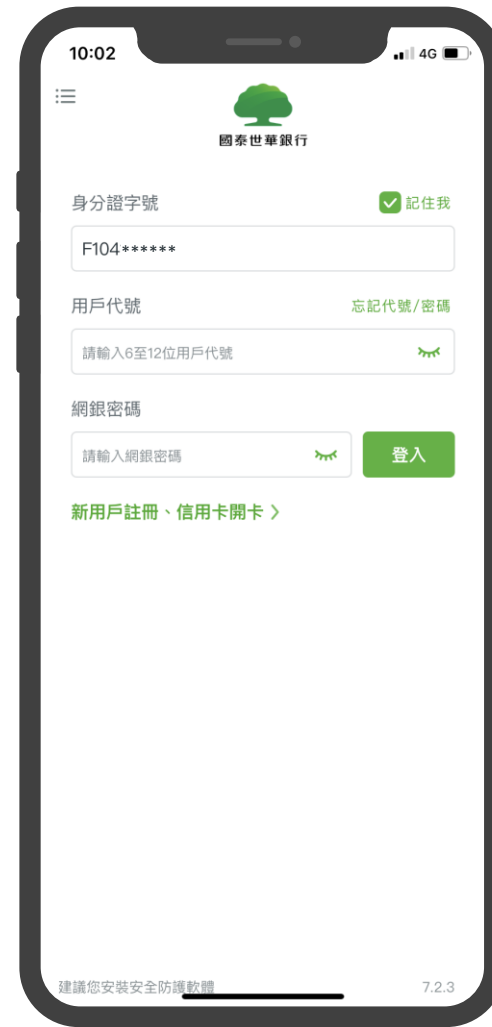 10:02 4G
國泰世華銀行
身分證字號 記住我
F104******
用戶代號 忘記代號/密碼
請輸入6至12位用戶代號
網銀密碼
請輸入網銀密碼 登入
新用戶註冊、信用卡開卡 >
建議您安裝安全防護軟體 7.2.3